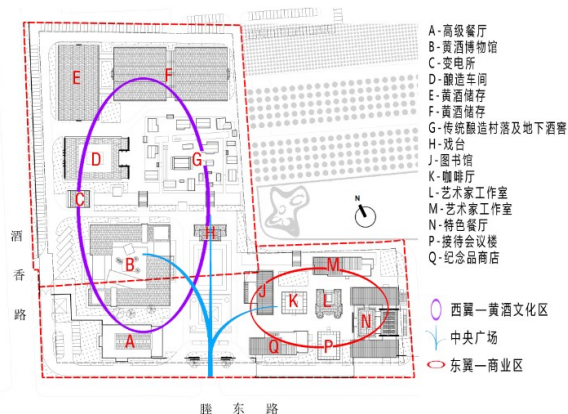 A-高级餐厅
B-黄酒博物馆
C-变电所
D-酿造车间
E-黄酒储存
F-黄酒储存
G-传统酿造村落及地下酒窖
H-戏台
J-图书馆
K-咖啡厅
L-艺术家工作室
M-艺术家工作室
N-特色餐厅
P-接待会议楼
Q-纪念品商店
西翼—黄酒文化区
中央广场
东翼—商业区
E
F
D
G
C
H
B
A
M
J
K
L
N
Q
P
N
酒香路
塍东路